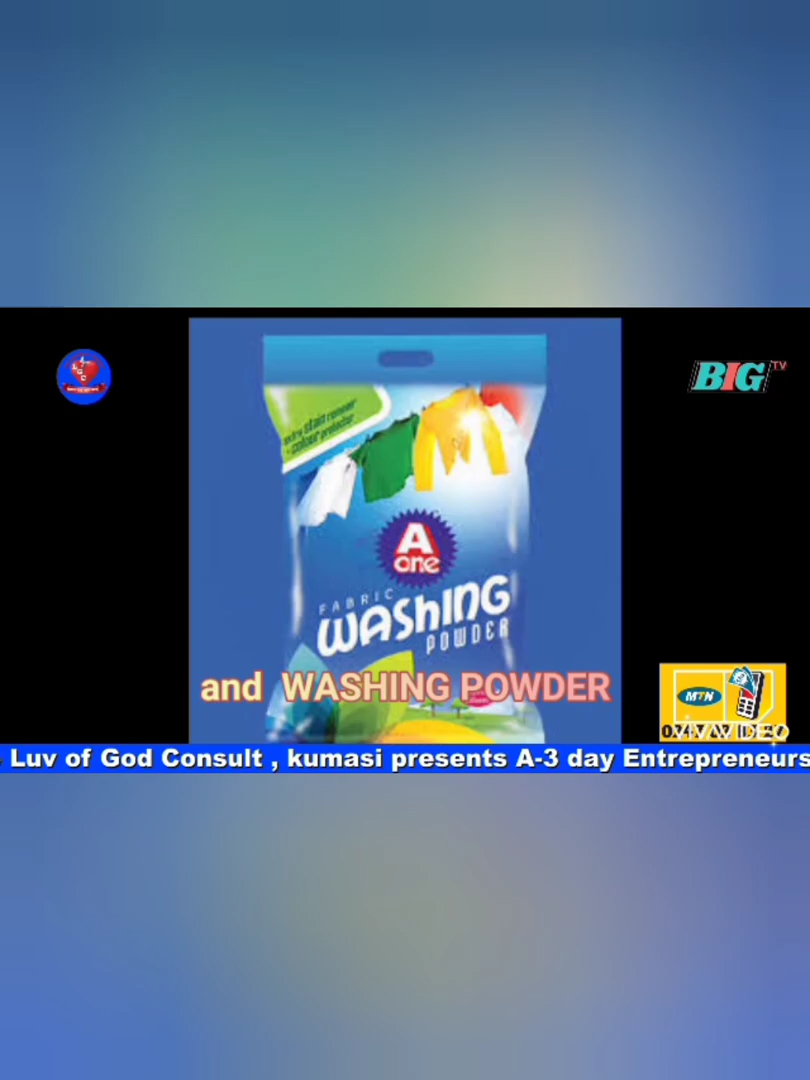 BIG TV
extra stain remover
+ colour protector
A
one
FABRIC
WAShING
POWDER
and WASHING POWDER
MTN
VIVAVIDEO
Luv of God Consult , kumasi presents A-3 day Entrepreneurs